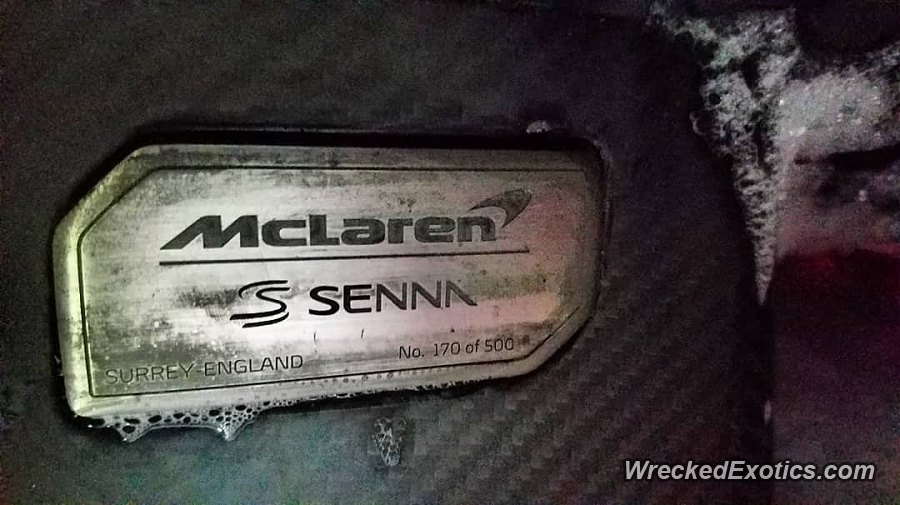 McLaren
S SENNA
SURREY-ENGLAND
No. 170 of 500
WreckedExotics.com